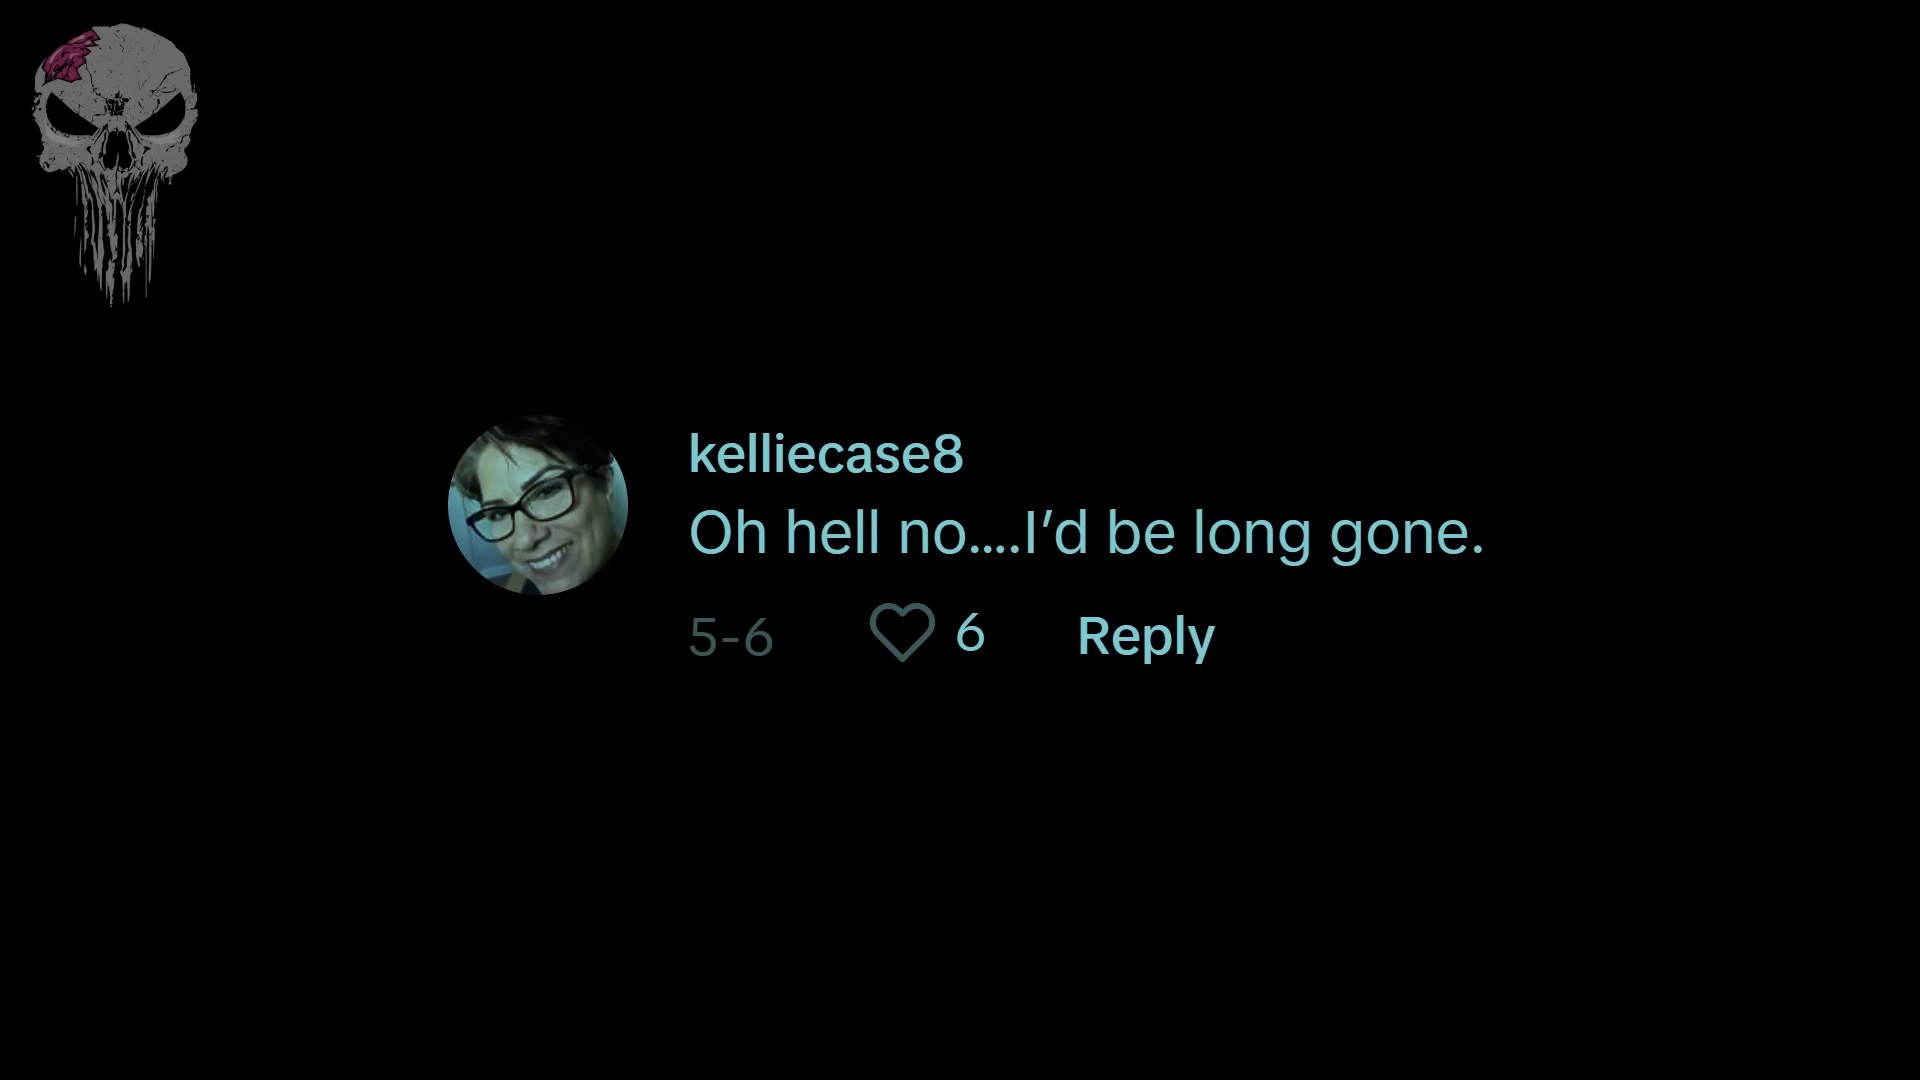 kelliecase8
Oh hell no....I’d be long gone.
5-6 6 Reply